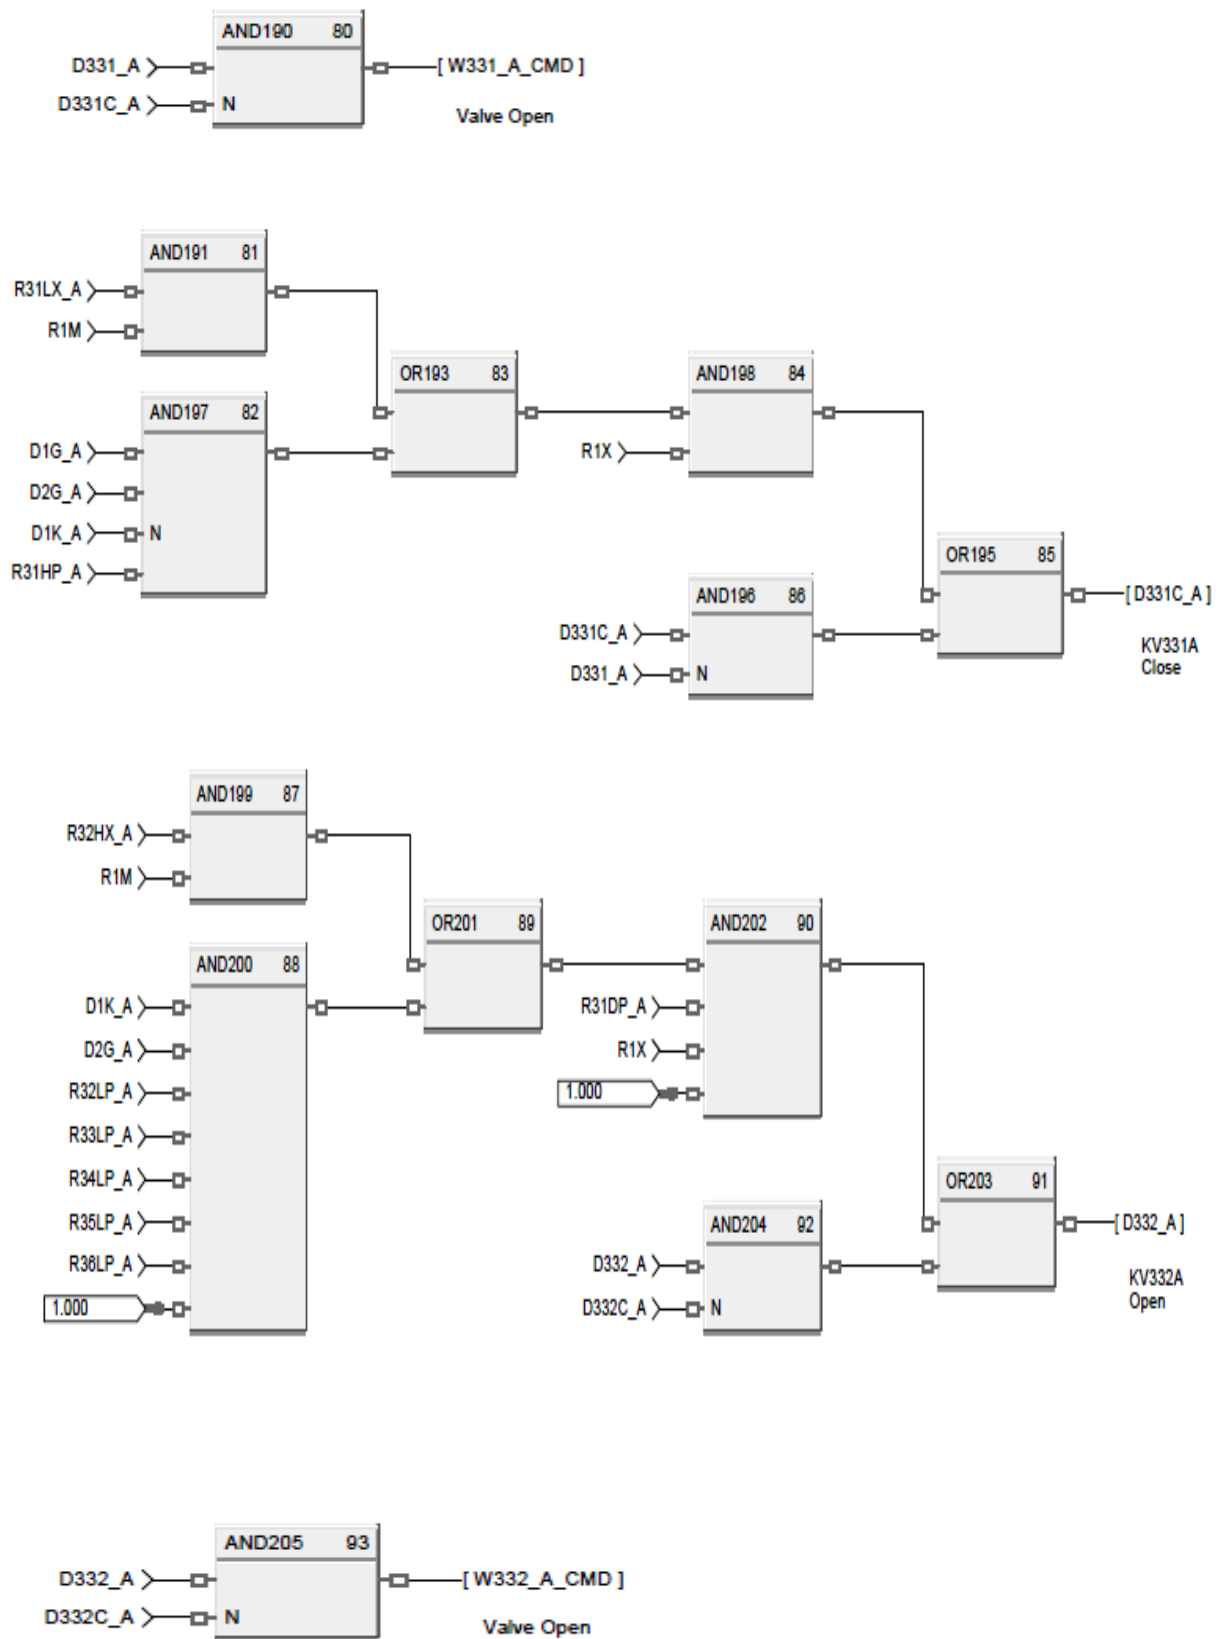 AND190 80
D331_A
[ W331_A_CMD ]
D331C_A
N
Valve Open
AND191 81
R31LX_A
R1M
AND197 82
D1G_A
D2G_A
D1K_A
N
R31HP_A
OR193 83
AND198 84
R1X
OR195 85
[ D331C_A ]
KV331A
Close
AND196 86
D331C_A
D331_A
N
AND199 87
R32HX_A
R1M
AND200 88
D1K_A
D2G_A
R32LP_A
R33LP_A
R34LP_A
R35LP_A
R36LP_A
1.000
OR201 89
AND202 90
R31DP_A
R1X
1.000
OR203 91
[ D332_A ]
KV332A
Open
AND204 92
D332_A
D332C_A
N
AND205 93
D332_A
[ W332_A_CMD ]
D332C_A
N
Valve Open